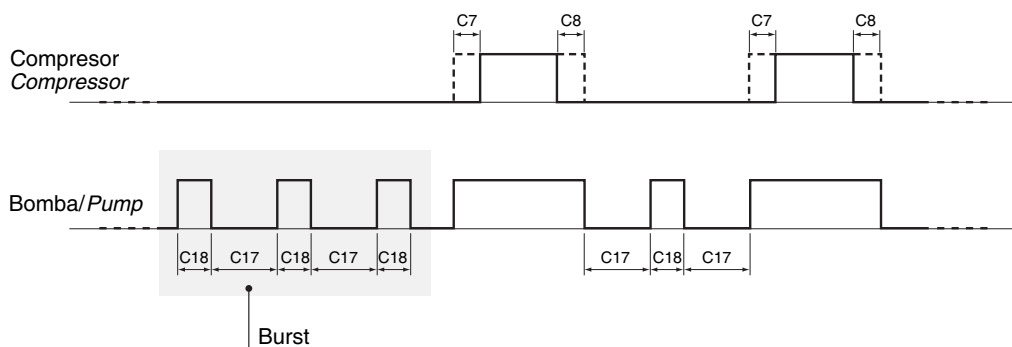 C7 C8 C7 C8
Compresor
Compressor
Bomba/Pump
C18 C17 C18 C17 C18 C17 C18 C17
Burst